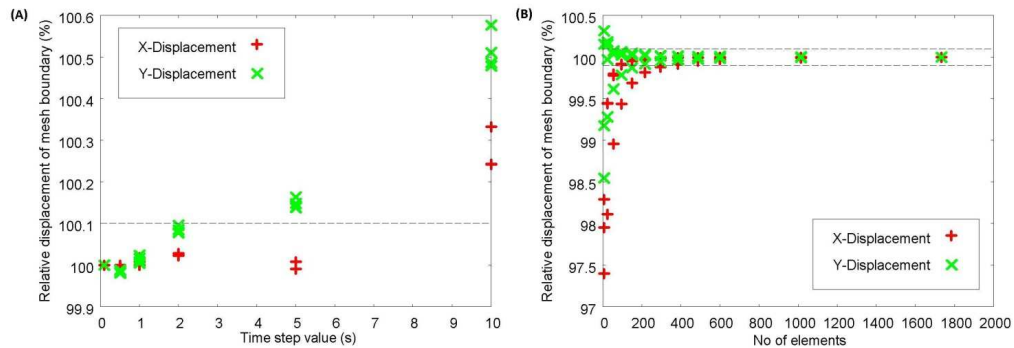 (A)
Relative displacement of mesh boundary (%)
100.6
100.5
100.4
100.3
100.2
100.1
100
99.9
X-Displacement
Y-Displacement
0 1 2 3 4 5 6 7 8 9 10
Time step value (s)
(B)
Relative displacement of mesh boundary (%)
100.5
100
99.5
99
98.5
98
97.5
97
X-Displacement
Y-Displacement
0 200 400 600 800 1000 1200 1400 1600 1800 2000
No of elements